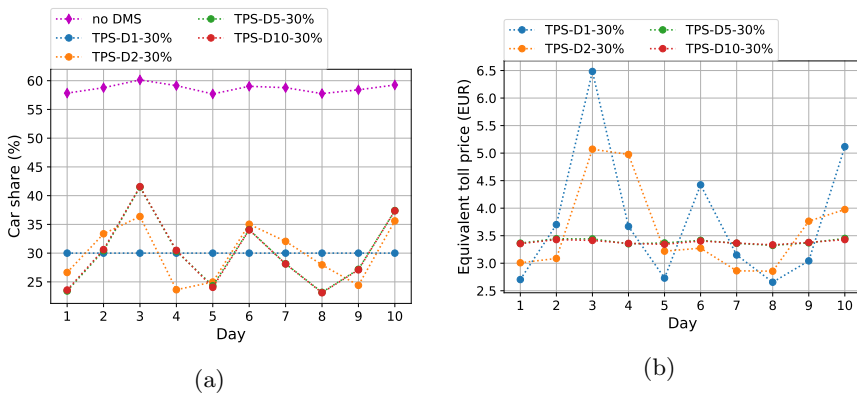 no DMS
TPS-D1-30%
TPS-D2-30%
TPS-D5-30%
TPS-D10-30%
Car share (%)
60
55
50
45
40
35
30
25
1 2 3 4 5 6 7 8 9 10
Day
(a)
TPS-D1-30%
TPS-D2-30%
TPS-D5-30%
TPS-D10-30%
Equivalent toll price (EUR)
6.5
6.0
5.5
5.0
4.5
4.0
3.5
3.0
2.5
1 2 3 4 5 6 7 8 9 10
Day
(b)